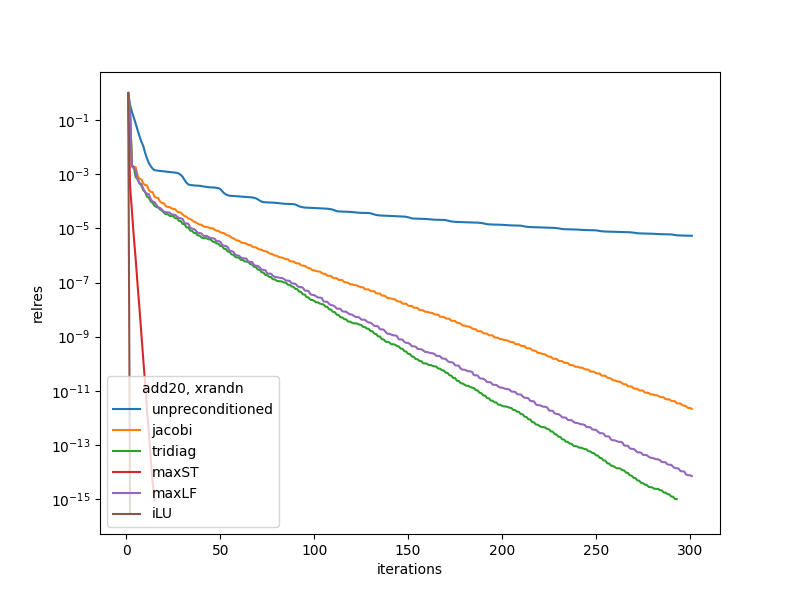 10⁻¹
10⁻³
10⁻⁵
10⁻⁷
10⁻⁹
10⁻¹¹
10⁻¹³
10⁻¹⁵
relres
add20, xrandn
unpreconditioned
jacobi
tridiag
maxST
maxLF
iLU
0 50 100 150 200 250 300
iterations